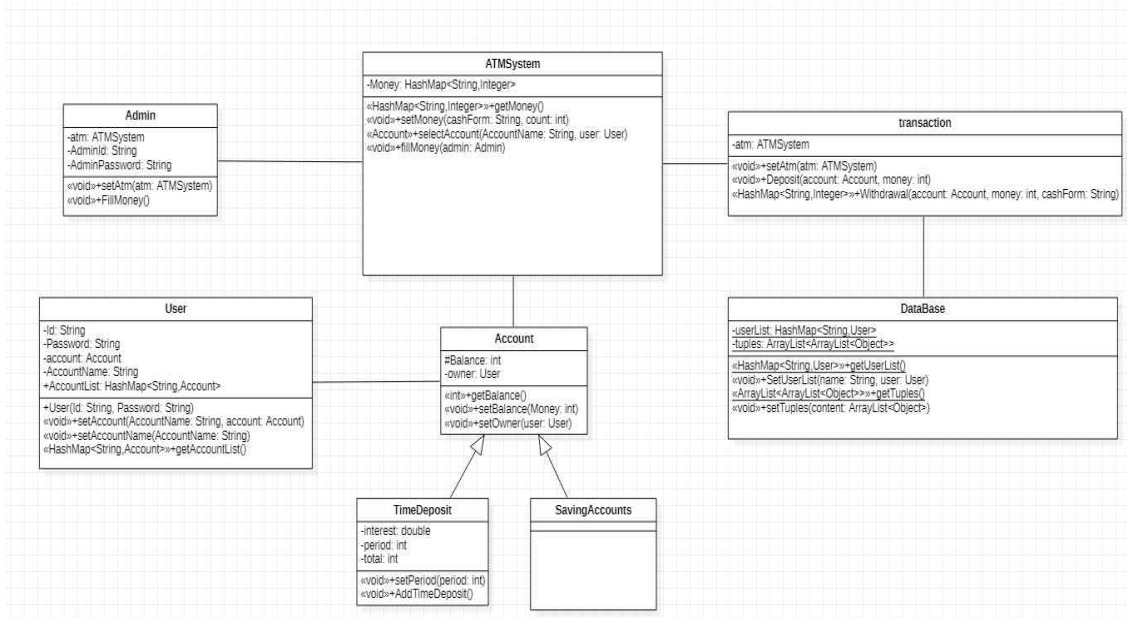 ATMSystem
-Money: HashMap<String,Integer>
«HashMap<String,Integer>»+getMoney()
«void»+setMoney(cashForm: String, count: int)
«Account»+selectAccount(AccountName: String, user: User)
«void»+fillMoney(admin: Admin)
Admin
-atm: ATMSystem
-AdminId: String
-AdminPassword: String
«void»+setAtm(atm: ATMSystem)
«void»+FillMoney()
transaction
-atm: ATMSystem
«void»+setAtm(atm: ATMSystem)
«void»+Deposit(account: Account, money: int)
«HashMap<String,Integer>»+Withdrawal(account: Account, money: int, cashForm: String)
User
-Id: String
-Password: String
-account: Account
-AccountName: String
+AccountList: HashMap<String,Account>
+User(Id: String, Password: String)
«void»+setAccount(AccountName: String, account: Account)
«void»+setAccountName(AccountName: String)
«HashMap<String,Account>»+getAccountList()
Account
#Balance: int
-owner: User
«int»+getBalance()
«void»+setBalance(Money: int)
«void»+setOwner(user: User)
DataBase
-userList: HashMap<String,User>
-tuples: ArrayList<ArrayList<Object>>
«HashMap<String,User>»+getUserList()
«void»+SetUserList(name: String, user: User)
«ArrayList<ArrayList<Object>>»+getTuples()
«void»+setTuples(content: ArrayList<Object>)
TimeDeposit
-interest: double
-period: int
-total: int
«void»+setPeriod(period: int)
«void»+AddTimeDeposit()
SavingAccounts